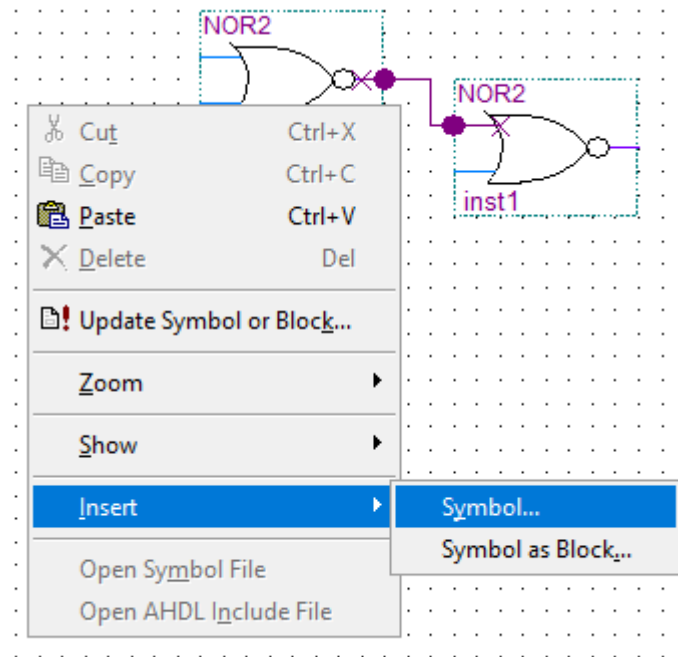 NOR2
NOR2
inst1
Cut Ctrl+X
Copy Ctrl+C
Paste Ctrl+V
Delete Del
Update Symbol or Block...
Zoom
Show
Insert
Symbol...
Symbol as Block...
Open Symbol File
Open AHDL Include File